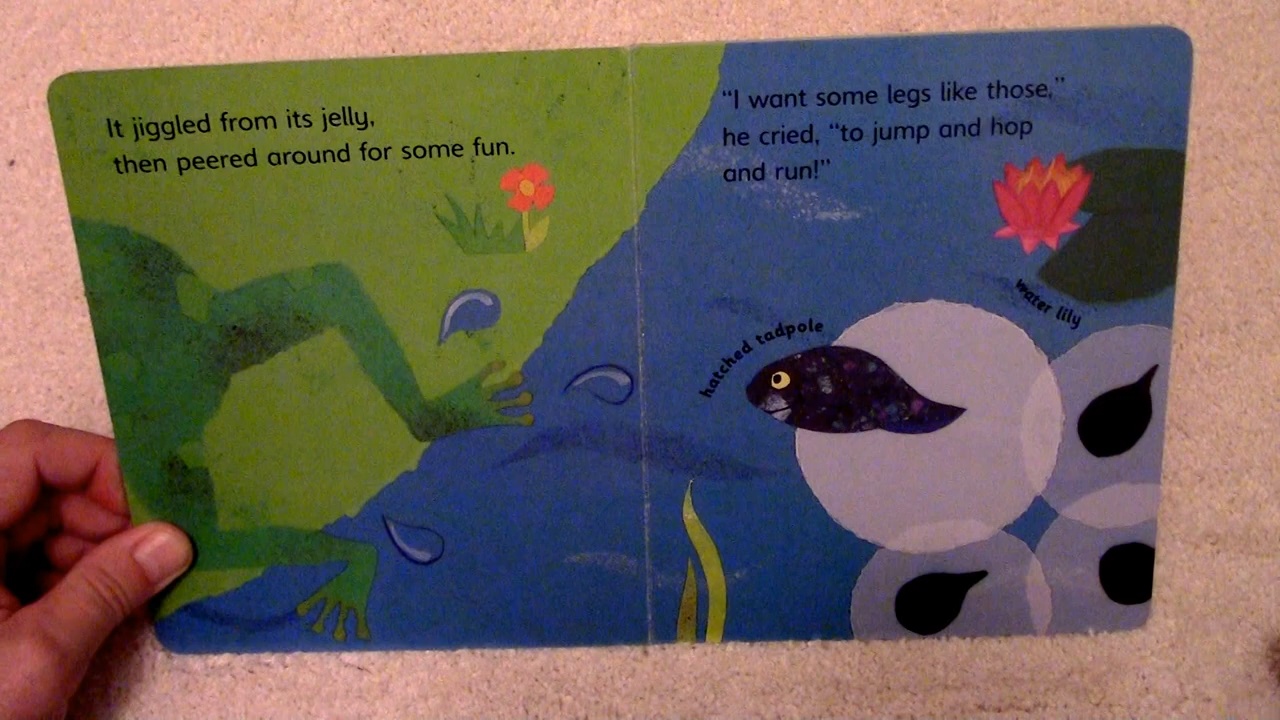 It jiggled from its jelly,
then peered around for some fun.
“I want some legs like those,”
he cried, “to jump and hop
and run!”
water lily
hatched tadpole